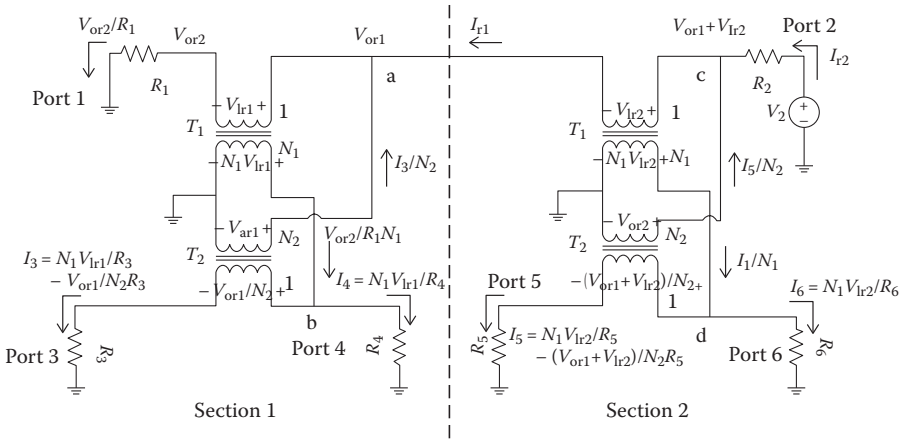 V_or2/R_1
V_or2
R_1
Port 1
V_or1
I_r1
V_or1+V_Ir2
Port 2
I_r2
R_2
V_2
+
−
a
c
- V_lr1 +
1
T_1
N_1
- N_1V_lr1 +
I_3/N_2
- V_ar1 +
N_2
T_2
V_or2/R_1N_1
- V_or1/N_2 +
1
I_3 = N_1V_lr1/R_3
- V_or1/N_2R_3
I_4 = N_1V_lr1/R_4
b
Port 3
R_3
Port 4
R_4
Section 1
- V_lr2 +
1
T_1
- N_1V_lr2 + N_1
I_5/N_2
- V_or2 +
N_2
T_2
I_1/N_1
Port 5
-(V_or1+V_lr2)/N_2+
1
I_6 = N_1V_lr2/R_6
R_5
I_5 = N_1V_lr2/R_5
- (V_or1+V_lr2)/N_2R_5
d
Port 6
R_6
Section 2